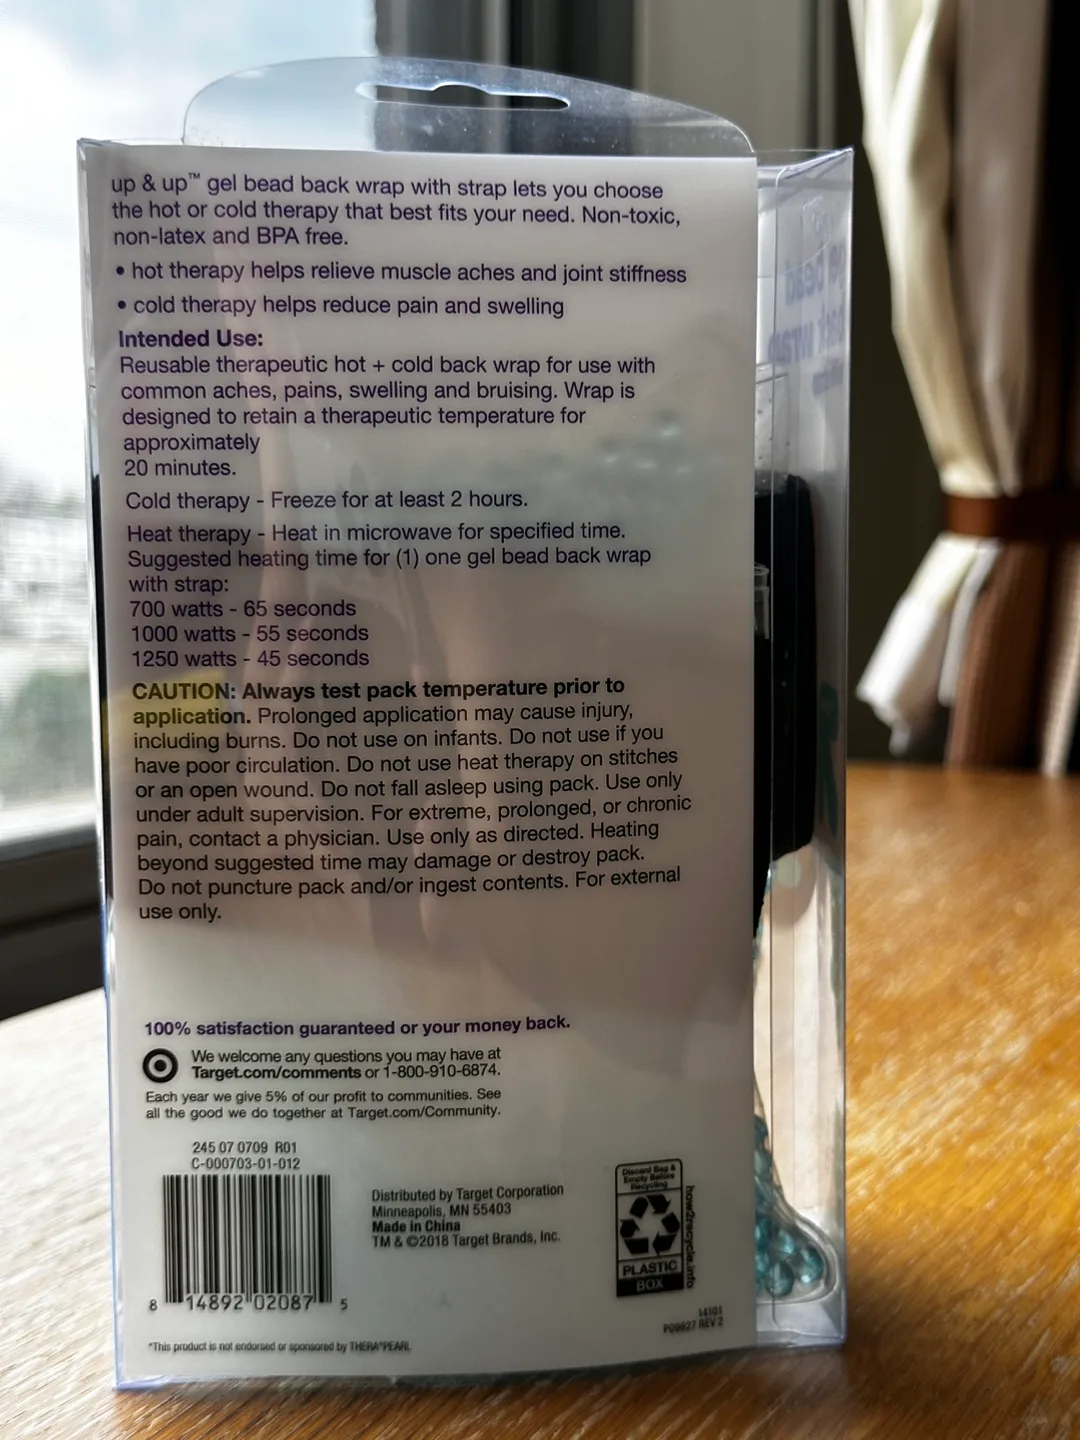 up & up™ gel bead back wrap with strap lets you choose
the hot or cold therapy that best fits your need. Non-toxic,
non-latex and BPA free.
• hot therapy helps relieve muscle aches and joint stiffness
• cold therapy helps reduce pain and swelling
Intended Use:
Reusable therapeutic hot + cold back wrap for use with
common aches, pains, swelling and bruising. Wrap is
designed to retain a therapeutic temperature for
approximately
20 minutes.
Cold therapy - Freeze for at least 2 hours.
Heat therapy - Heat in microwave for specified time.
Suggested heating time for (1) one gel bead back wrap
with strap:
700 watts - 65 seconds
1000 watts - 55 seconds
1250 watts - 45 seconds
CAUTION: Always test pack temperature prior to
application. Prolonged application may cause injury,
including burns. Do not use on infants. Do not use if you
have poor circulation. Do not use heat therapy on stitches
or an open wound. Do not fall asleep using pack. Use only
under adult supervision. For extreme, prolonged, or chronic
pain, contact a physician. Use only as directed. Heating
beyond suggested time may damage or destroy pack.
Do not puncture pack and/or ingest contents. For external
use only.
100% satisfaction guaranteed or your money back.
We welcome any questions you may have at
Target.com/comments or 1-800-910-6874.
Each year we give 5% of our profit to communities. See
all the good we do together at Target.com/Community.
245 07 0709 R01
C-000703-01-012
8 14892 02087 5
Distributed by Target Corporation
Minneapolis, MN 55403
Made in China
TM & ©2018 Target Brands, Inc.
Discard Bag &
Empty Before
Recycling
PLASTIC
BOX
how2recycle.info
14101
P09827 REV 2
*This product is not endorsed or sponsored by THERA°PEARL
bead
back wrap